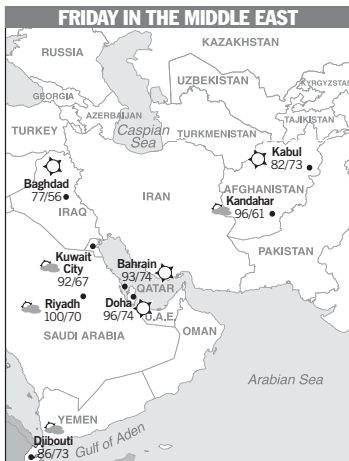 FRIDAY IN THE MIDDLE EAST
KAZAKHSTAN
RUSSIA
UZBEKISTAN
KYRGYZSTAN
GEORGIA
AZERBAIJAN
TAJIKISTAN
TURKEY
Caspian
Sea
TURKMENISTAN
Kabul
82/73
Baghdad
77/56
IRAQ
IRAN
AFGHANISTAN
Kandahar
96/61
PAKISTAN
Kuwait
City
92/67
Bahrain
93/74
QATAR
Riyadh
100/70
Doha
96/74
U.A.E.
SAUDI ARABIA
OMAN
Arabian Sea
YEMEN
Djibouti
86/73
Gulf of Aden